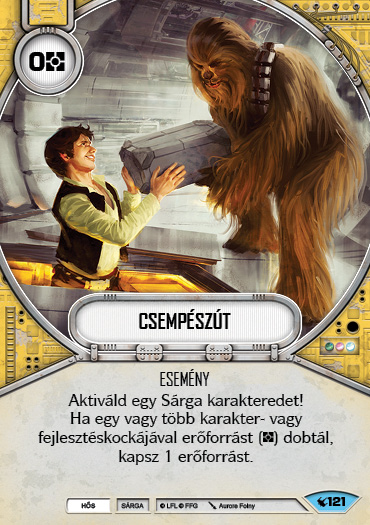 0
CSEMPÉSZÚT
ESEMÉNY
Aktiváld egy Sárga karakteredet!
Ha egy vagy több karakter- vagy
fejlesztéskockájával erőforrást () dobtál,
kapsz 1 erőforrást.
HŐS SÁRGA © LFL © FFG Aurore Folny 121